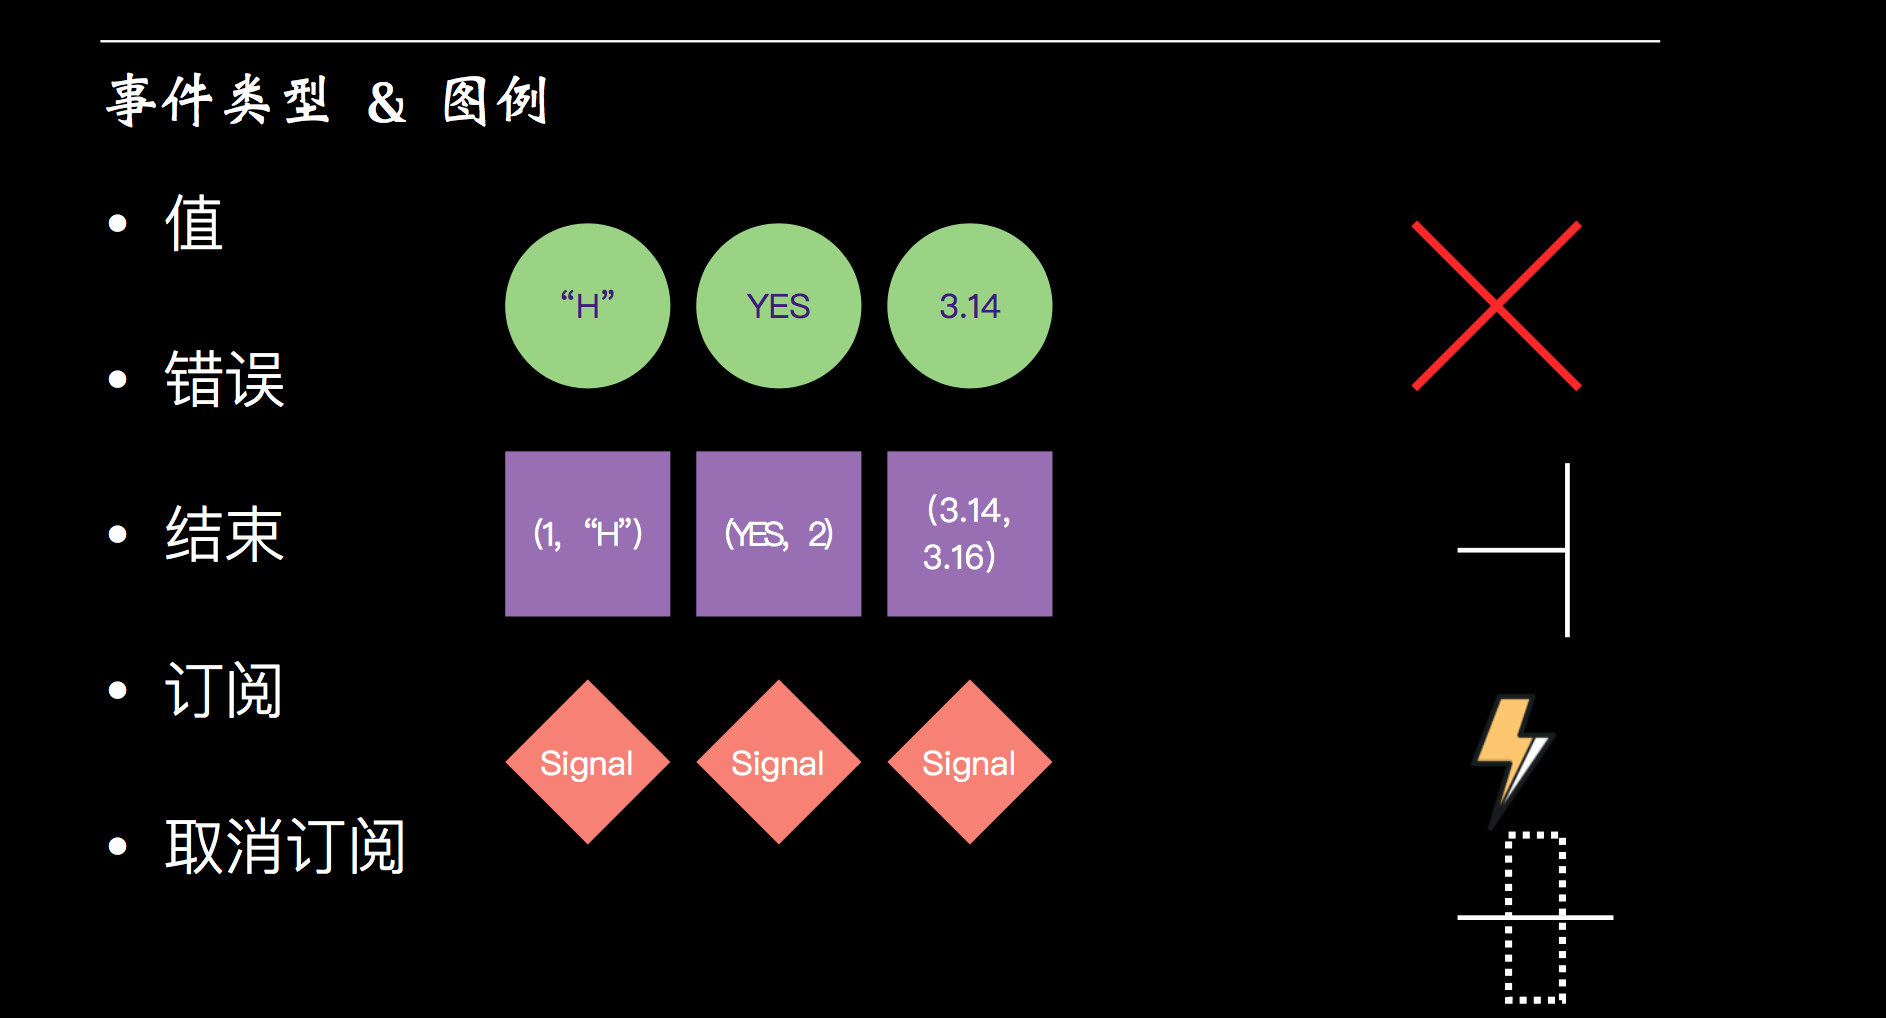 事件类型 & 图例
• 值
• 错误
• 结束
• 订阅
• 取消订阅
“H”
YES
3.14
(1, “H”)
(YES, 2)
(3.14,
3.16)
Signal
Signal
Signal